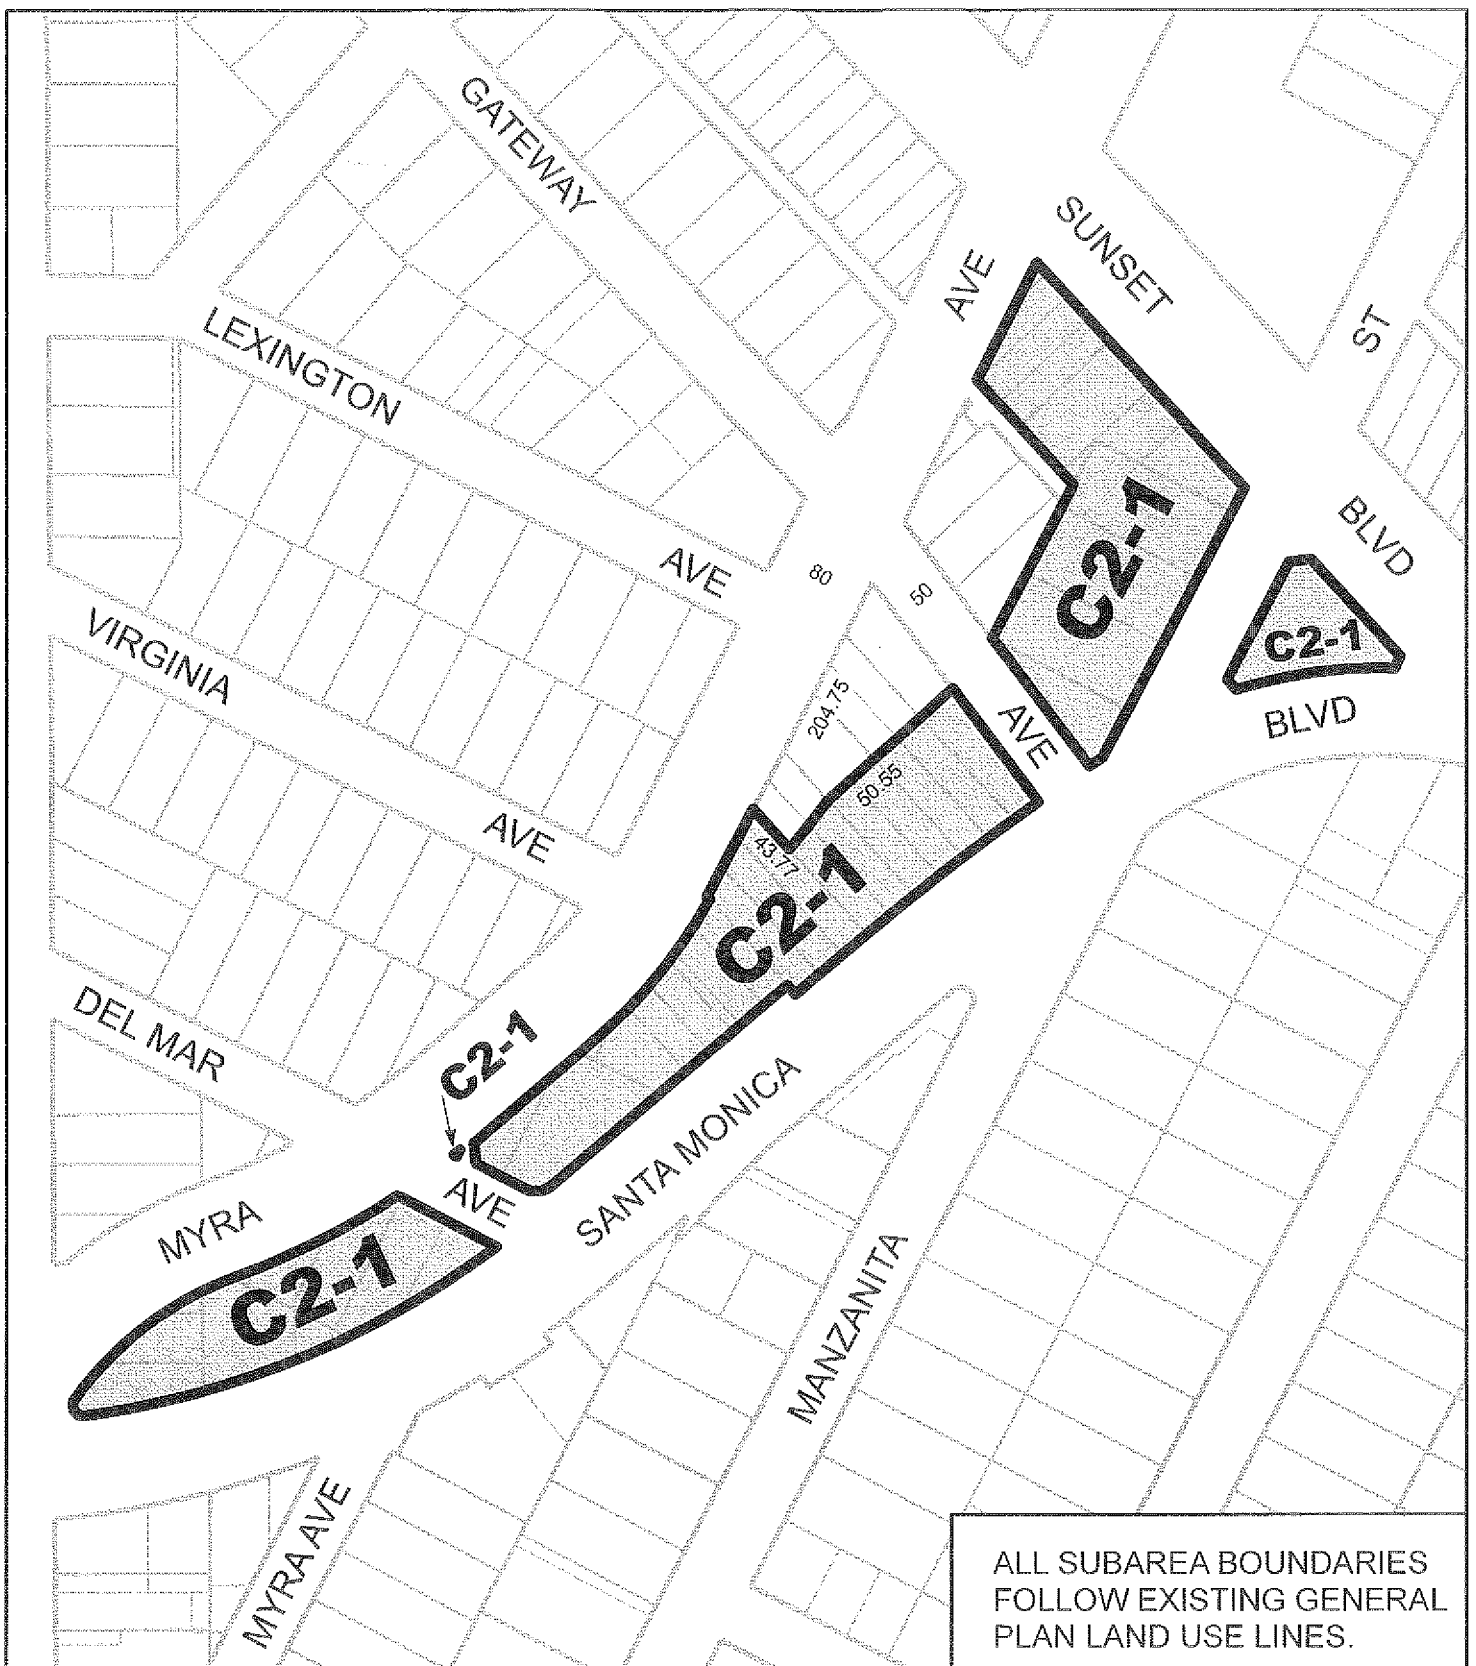 GATEWAY
SUNSET
AVE
ST
LEXINGTON
C2-1
BLVD
AVE
80
50
VIRGINIA
C2-1
BLVD
204.75
AVE
50.55
AVE
43.77
C2-1
DEL MAR
C2-1
SANTA MONICA
AVE
MYRA
C2-1
MANZANITA
MYRA AVE
ALL SUBAREA BOUNDARIES
FOLLOW EXISTING GENERAL
PLAN LAND USE LINES.